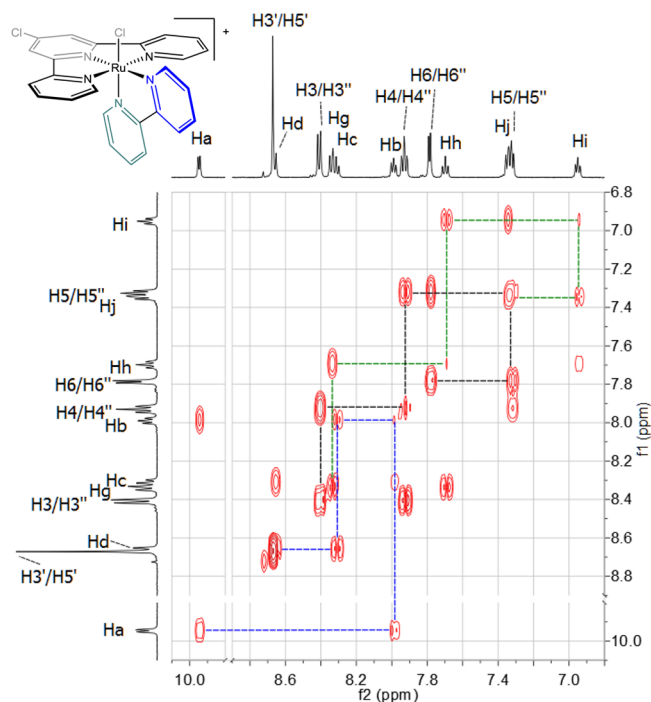 Cl
Cl
+
N
Ru
N
N
N
N
H3'/H5'
H3/H3"
H6/H6"
Hg
H4/H4"
H5/H5"
Ha
Hd
Hc
Hb
Hh
Hj
Hi
6.8
Hi
7.0
7.2
H5/H5"
Hj
7.4
7.6
Hh
H6/H6"
7.8
H4/H4"
Hb
8.0
8.2
Hc
Hg
H3/H3"
8.4
Hd
8.6
H3'/H5'
8.8
Ha
10.0
f1 (ppm)
10.0 8.6 8.2 7.8 7.4 7.0
f2 (ppm)